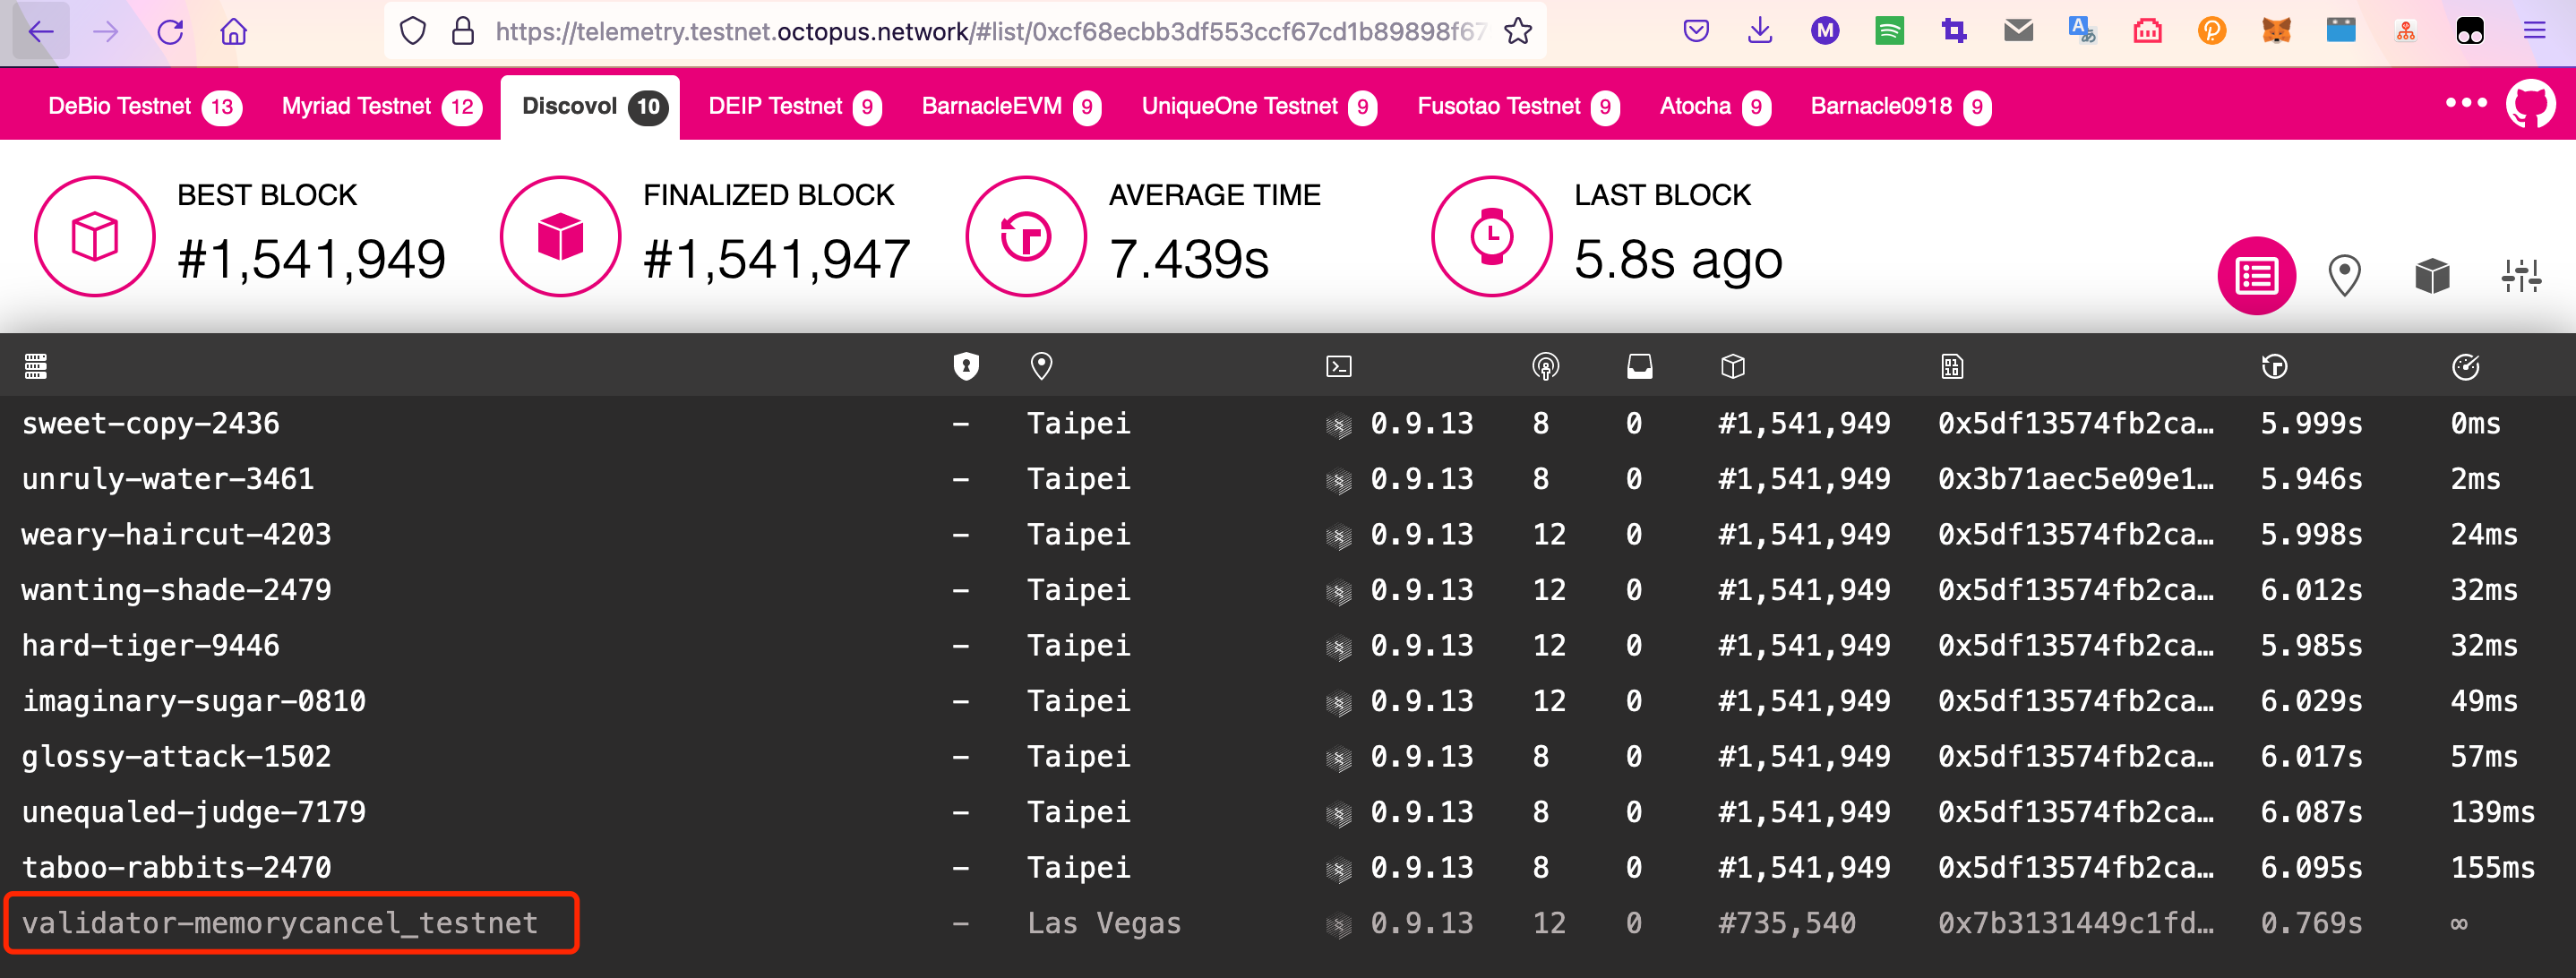 https://telemetry.testnet.octopus.network/#list/0xcf68ecbb3df553ccf67cd1b89898f67
DeBio Testnet 13 Myriad Testnet 12 Discovol 10 DEIP Testnet 9 BarnacleEVM 9 UniqueOne Testnet 9 Fusotao Testnet 9 Atocha 9 Barnacle0918 9
BEST BLOCK FINALIZED BLOCK AVERAGE TIME LAST BLOCK
#1,541,949 #1,541,947 7.439s 5.8s ago
sweet-copy-2436 – Taipei 0.9.13 8 0 #1,541,949 0x5df13574fb2ca… 5.999s 0ms
unruly-water-3461 – Taipei 0.9.13 8 0 #1,541,949 0x3b71aec5e09e1… 5.946s 2ms
weary-haircut-4203 – Taipei 0.9.13 12 0 #1,541,949 0x5df13574fb2ca… 5.998s 24ms
wanting-shade-2479 – Taipei 0.9.13 12 0 #1,541,949 0x5df13574fb2ca… 6.012s 32ms
hard-tiger-9446 – Taipei 0.9.13 12 0 #1,541,949 0x5df13574fb2ca… 5.985s 32ms
imaginary-sugar-0810 – Taipei 0.9.13 12 0 #1,541,949 0x5df13574fb2ca… 6.029s 49ms
glossy-attack-1502 – Taipei 0.9.13 8 0 #1,541,949 0x5df13574fb2ca… 6.017s 57ms
unequaled-judge-7179 – Taipei 0.9.13 8 0 #1,541,949 0x5df13574fb2ca… 6.087s 139ms
taboo-rabbits-2470 – Taipei 0.9.13 8 0 #1,541,949 0x5df13574fb2ca… 6.095s 155ms
validator-memorycancel_testnet – Las Vegas 0.9.13 12 0 #735,540 0x7b3131449c1fd… 0.769s ∞